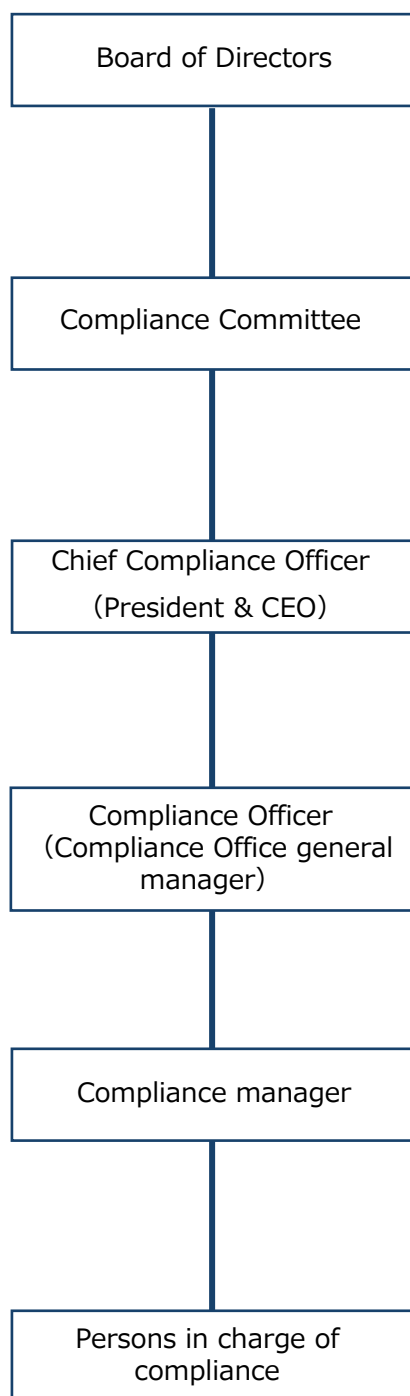 Board of Directors
Compliance Committee
Chief Compliance Officer
（President & CEO）
Compliance Officer
（Compliance Office general
manager）
Compliance manager
Persons in charge of
compliance